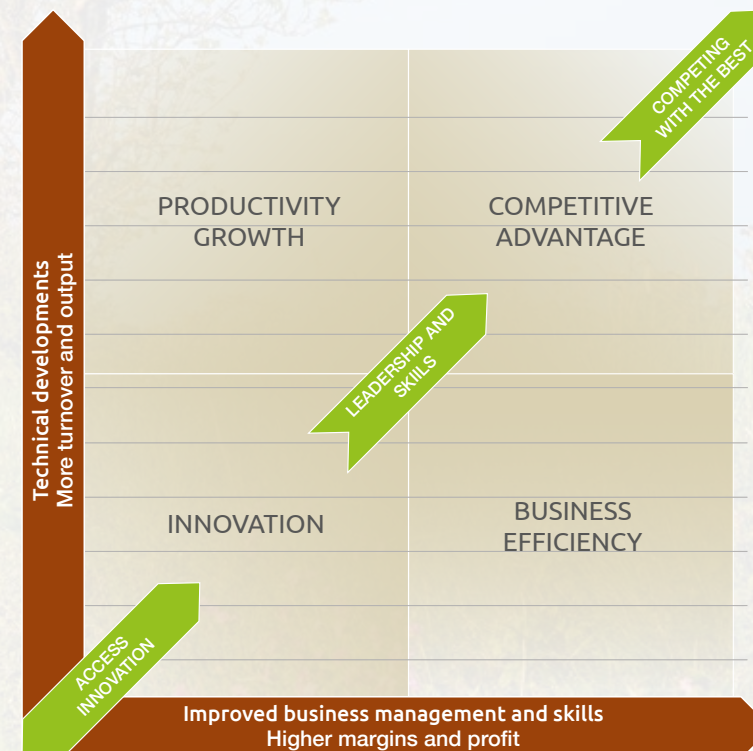 COMPETING
WITH THE BEST
PRODUCTIVITY
GROWTH
COMPETITIVE
ADVANTAGE
Technical developments
More turnover and output
LEADERSHIP AND
SKIILS
INNOVATION
BUSINESS
EFFICIENCY
ACCESS
INNOVATION
Improved business management and skills
Higher margins and profit